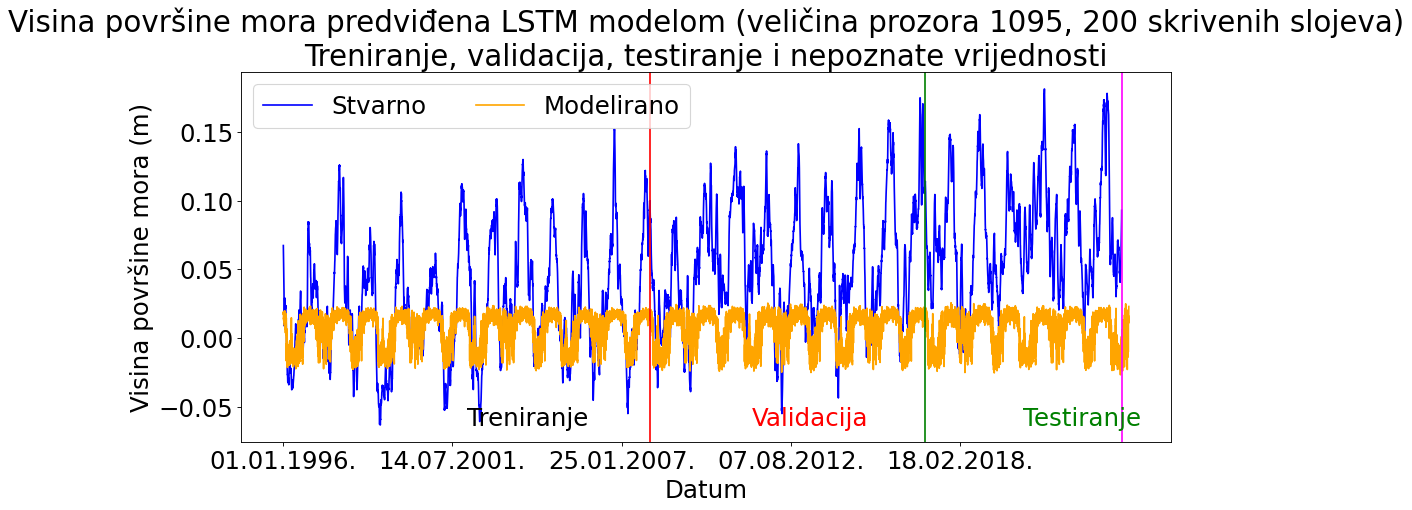 Visina površine mora predviđena LSTM modelom (veličina prozora 1095, 200 skrivenih slojeva)
Treniranje, validacija, testiranje i nepoznate vrijednosti
Stvarno Modelirano
Visina površine mora (m)
0.15
0.10
0.05
0.00
−0.05
Treniranje Validacija Testiranje
01.01.1996. 14.07.2001. 25.01.2007. 07.08.2012. 18.02.2018.
Datum